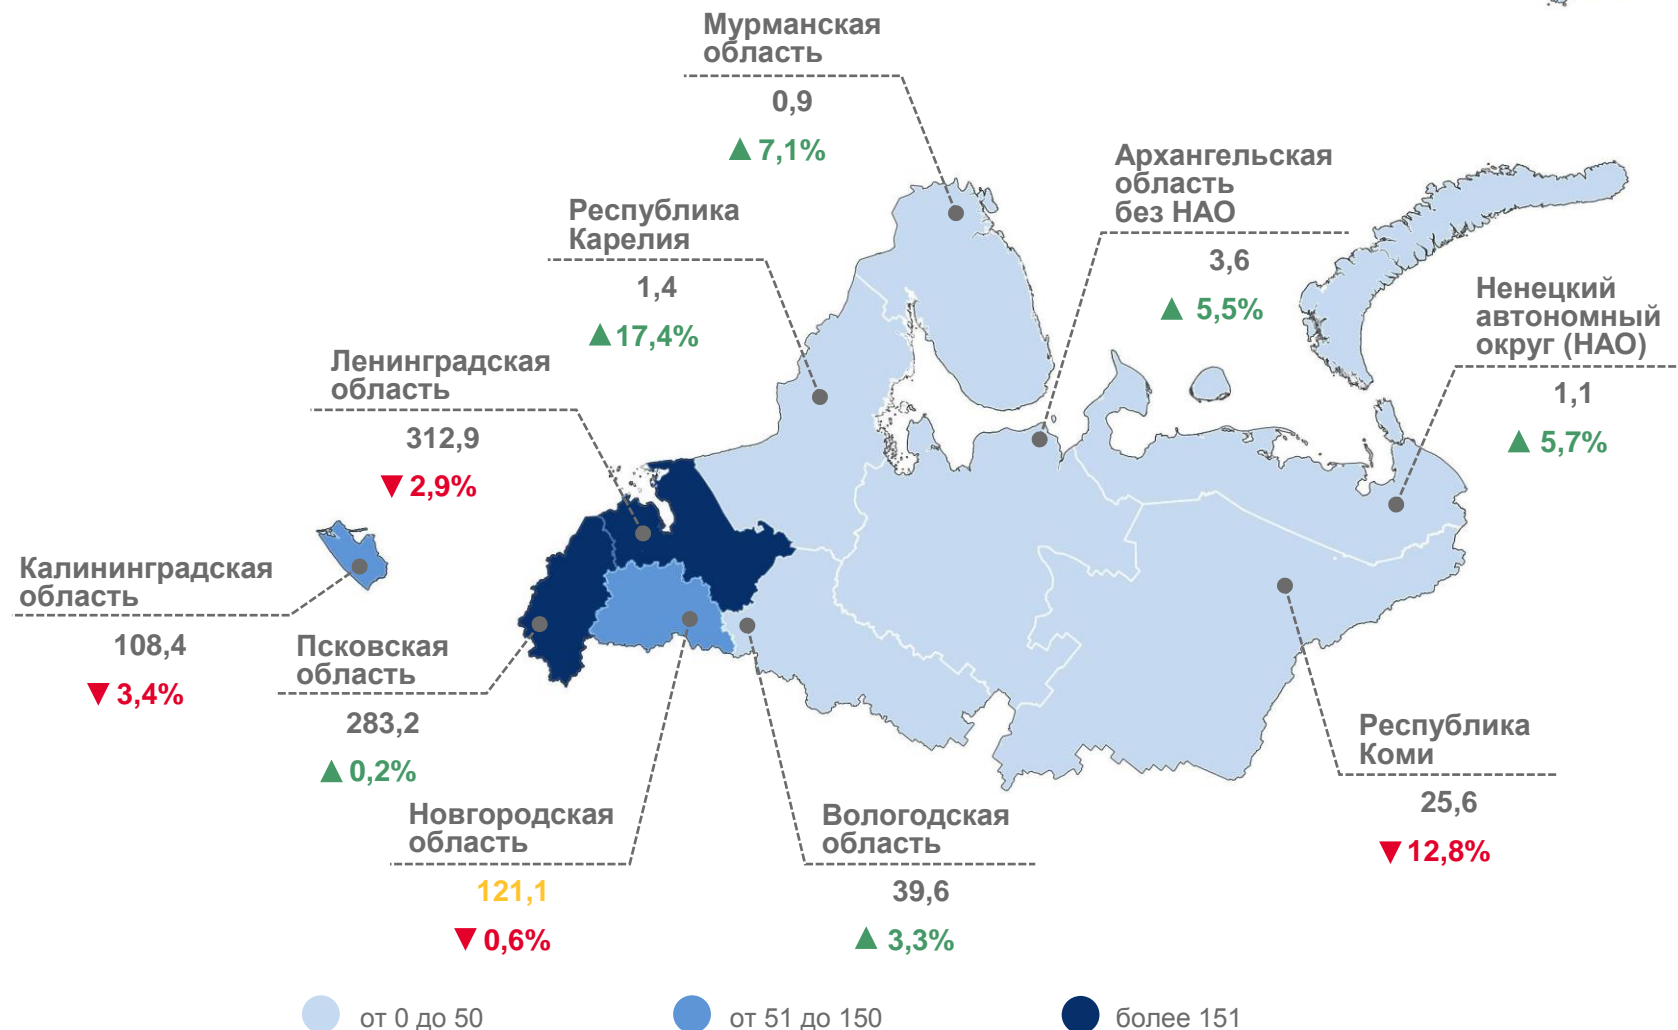 Мурманская
область
0,9
▲ 7,1%
Архангельская
область
без НАО
3,6
▲ 5,5%
Республика
Карелия
1,4
▲ 17,4%
Ненецкий
автономный
округ (НАО)
1,1
▲ 5,7%
Ленинградская
область
312,9
▼ 2,9%
Калининградская
область
108,4
▼ 3,4%
Псковская
область
283,2
▲ 0,2%
Новгородская
область
121,1
▼ 0,6%
Вологодская
область
39,6
▲ 3,3%
Республика
Коми
25,6
▼ 12,8%
от 0 до 50
от 51 до 150
более 151